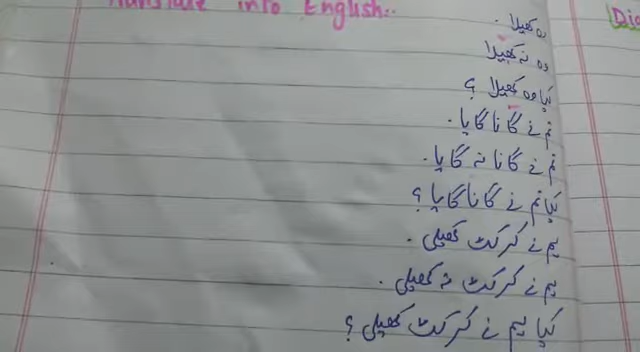 Translate into English..
Dia
وہ کھیلا ۔
وہ نہ کھیلا
کیا وہ کھیلا ؟
تم نے گانا گایا ۔
تم نے گانا نہ گایا ۔
کیا تم نے گانا گایا ؟
ہم نے کرکٹ کھیلی ۔
ہم نے کرکٹ نہ کھیلی ۔
کیا ہم نے کرکٹ کھیلی ؟